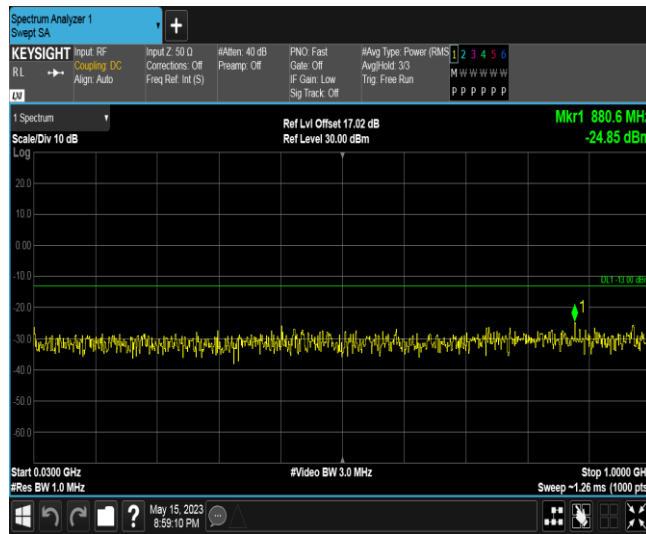 Spectrum Analyzer 1
Swept SA
+
KEYSIGHT
RL
LXI
Input: RF
Coupling: DC
Align: Auto
Input Z: 50 Ω
Corrections: Off
Freq Ref: Int (S)
#Atten: 40 dB
Preamp: Off
PNO: Fast
Gate: Off
IF Gain: Low
Sig Track: Off
#Avg Type: Power (RMS
Avg|Hold: 3/3
Trig: Free Run
1 2 3 4 5 6
M W W W W W
P P P P P P
1 Spectrum
Scale/Div 10 dB
Ref Lvl Offset 17.02 dB
Ref Level 30.00 dBm
Mkr1 880.6 MHz
-24.85 dBm
Log
20.0
10.0
0.00
-10.0
DL1 -13.00 dBm
-20.0
1
-30.0
-40.0
-50.0
-60.0
Start 0.0300 GHz
#Video BW 3.0 MHz
Stop 1.0000 GH
#Res BW 1.0 MHz
Sweep ~1.26 ms (1000 pts
?
May 15, 2023
8:59:10 PM